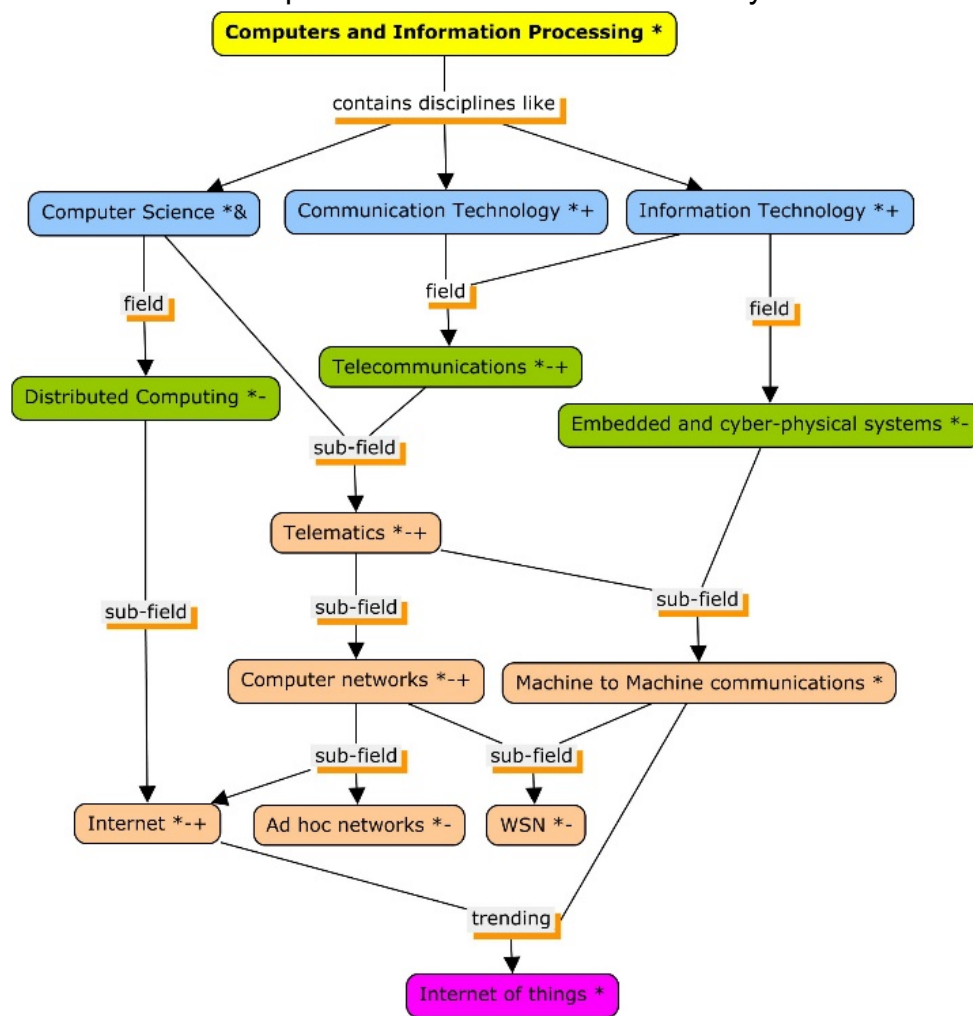 Computers and Information Processing *
contains disciplines like
Computer Science *&
Communication Technology *+
Information Technology *+
field
field
field
Telecommunications *-+
Distributed Computing *-
Embedded and cyber-physical systems *-
sub-field
Telematics *-+
sub-field
sub-field
sub-field
Computer networks *-+
Machine to Machine communications *
sub-field
sub-field
Internet *-+
Ad hoc networks *-
WSN *-
trending
Internet of things *